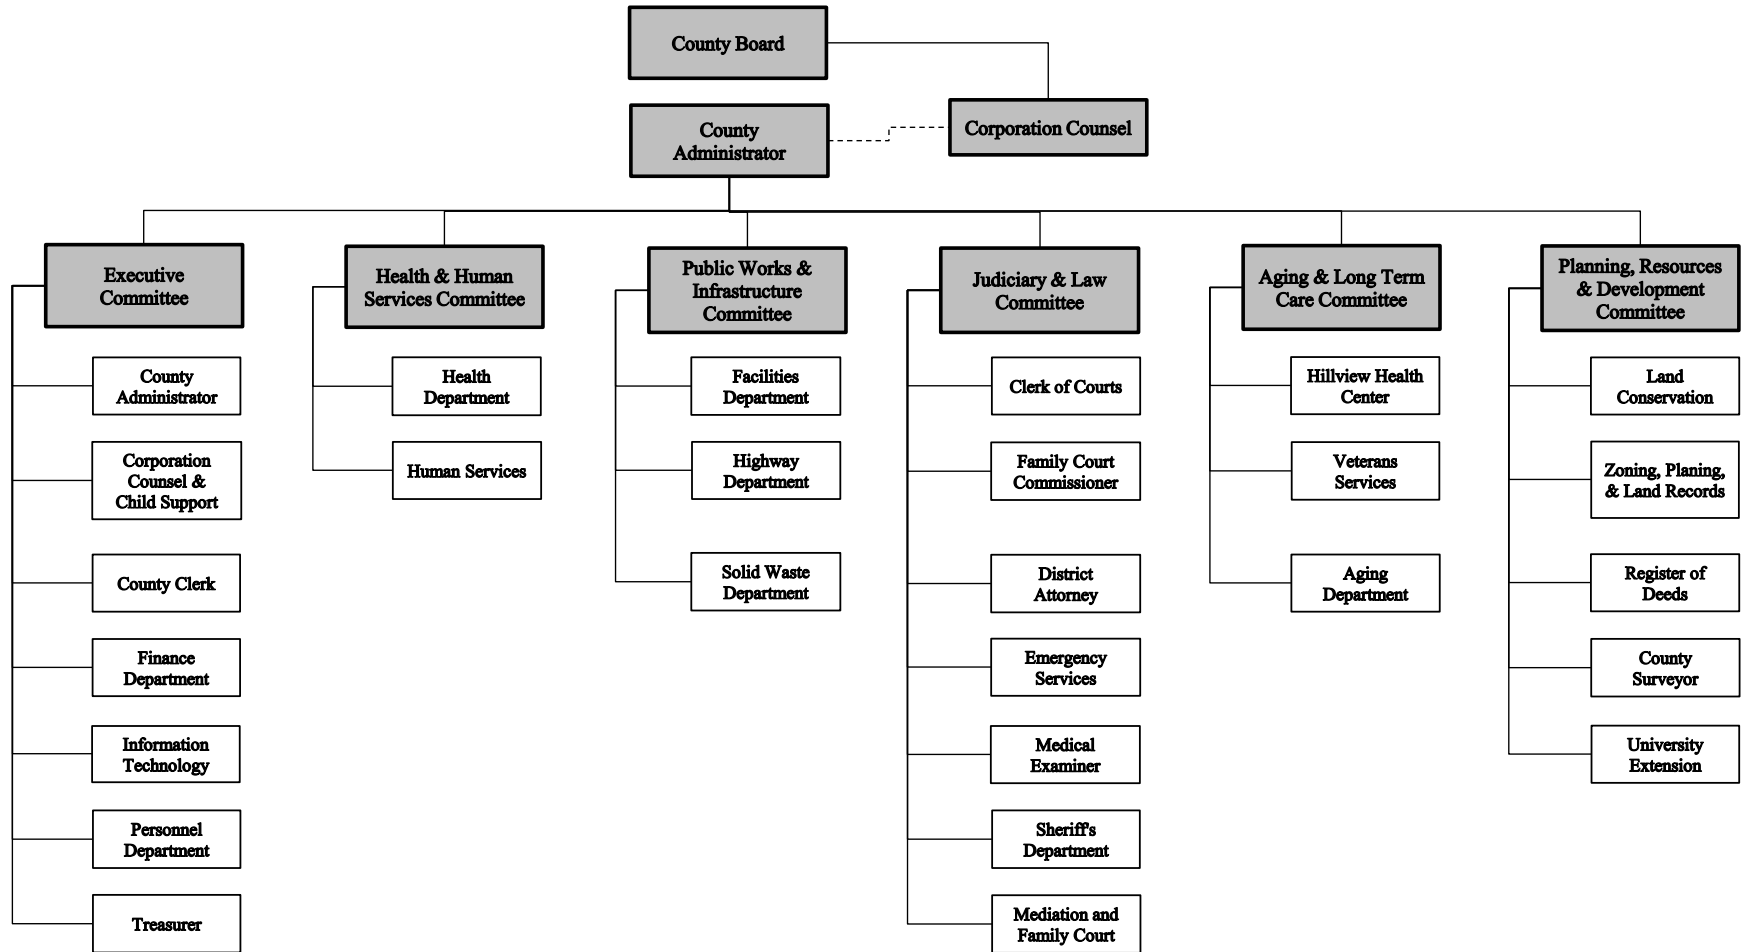 County Board
County
Administrator
Corporation Counsel
Executive
Committee
County
Administrator
Corporation
Counsel &
Child Support
County Clerk
Finance
Department
Information
Technology
Personnel
Department
Treasurer
Health & Human
Services Committee
Health
Department
Human Services
Public Works &
Infrastructure
Committee
Facilities
Department
Highway
Department
Solid Waste
Department
Judiciary & Law
Committee
Clerk of Courts
Family Court
Commissioner
District
Attorney
Emergency
Services
Medical
Examiner
Sheriff's
Department
Mediation and
Family Court
Aging & Long Term
Care Committee
Hillview Health
Center
Veterans
Services
Aging
Department
Planning, Resources
& Development
Committee
Land
Conservation
Zoning, Planing,
& Land Records
Register of
Deeds
County
Surveyor
University
Extension